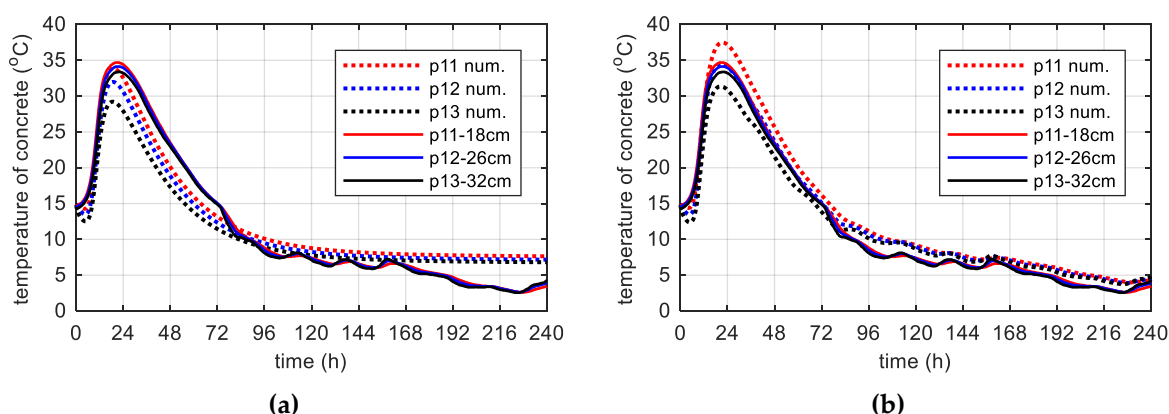 temperature of concrete (°C)
40
35
30
25
20
15
10
5
0
p11 num.
p12 num.
p13 num.
p11-18cm
p12-26cm
p13-32cm
0 24 48 72 96 120 144 168 192 216 240
time (h)
(a)
temperature of concrete (°C)
40
35
30
25
20
15
10
5
0
p11 num.
p12 num.
p13 num.
p11-18cm
p12-26cm
p13-32cm
0 24 48 72 96 120 144 168 192 216 240
time (h)
(b)